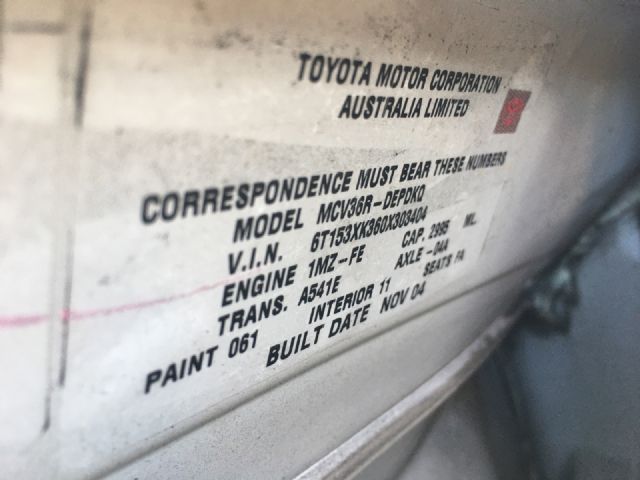 TOYOTA MOTOR CORPORATION
AUSTRALIA LIMITED
CORRESPONDENCE MUST BEAR THESE NUMBERS
MODEL MCV36R-DEPDKQ
V.I.N. 6T153XK360X303404
ENGINE 1MZ-FE CAP. 2995 ML.
TRANS. A541E AXLE -04A
PAINT 061 INTERIOR 11 SEATS FA
BUILT DATE NOV 04